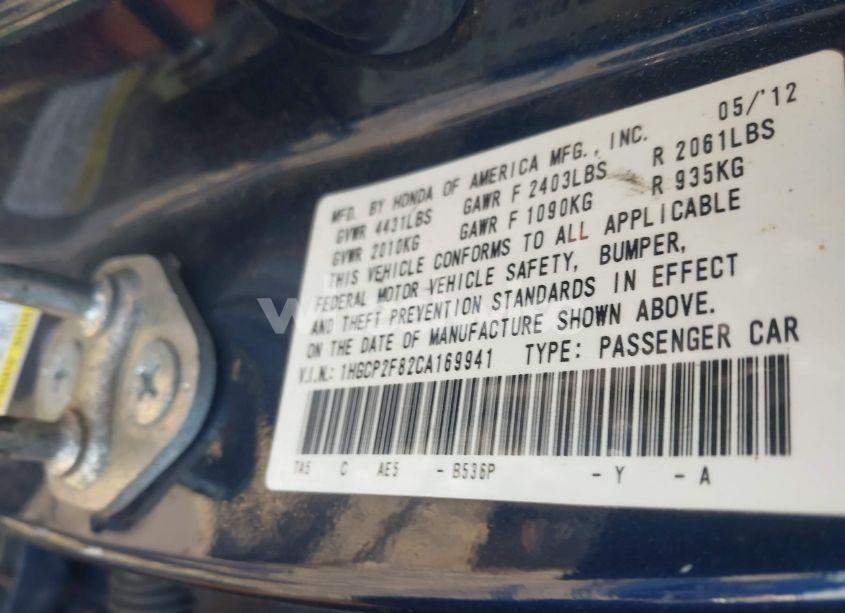 MFD. BY HONDA OF AMERICA MFG., INC. 05/'12
GVWR 4431LBS GAWR F 2403LBS R 2061LBS
GVWR 2010KG GAWR F 1090KG R 935KG
THIS VEHICLE CONFORMS TO ALL APPLICABLE
FEDERAL MOTOR VEHICLE SAFETY, BUMPER,
AND THEFT PREVENTION STANDARDS IN EFFECT
ON THE DATE OF MANUFACTURE SHOWN ABOVE.
V.I.N.: 1HGCP2F82CA169941 TYPE: PASSENGER CAR
TA5 C AE5 - B536P - Y - A